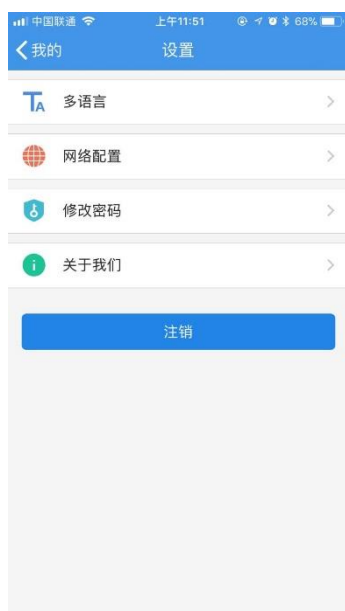 中国联通 上午11:51 68%
我的 设置
TA 多语言
网络配置
修改密码
关于我们
注销